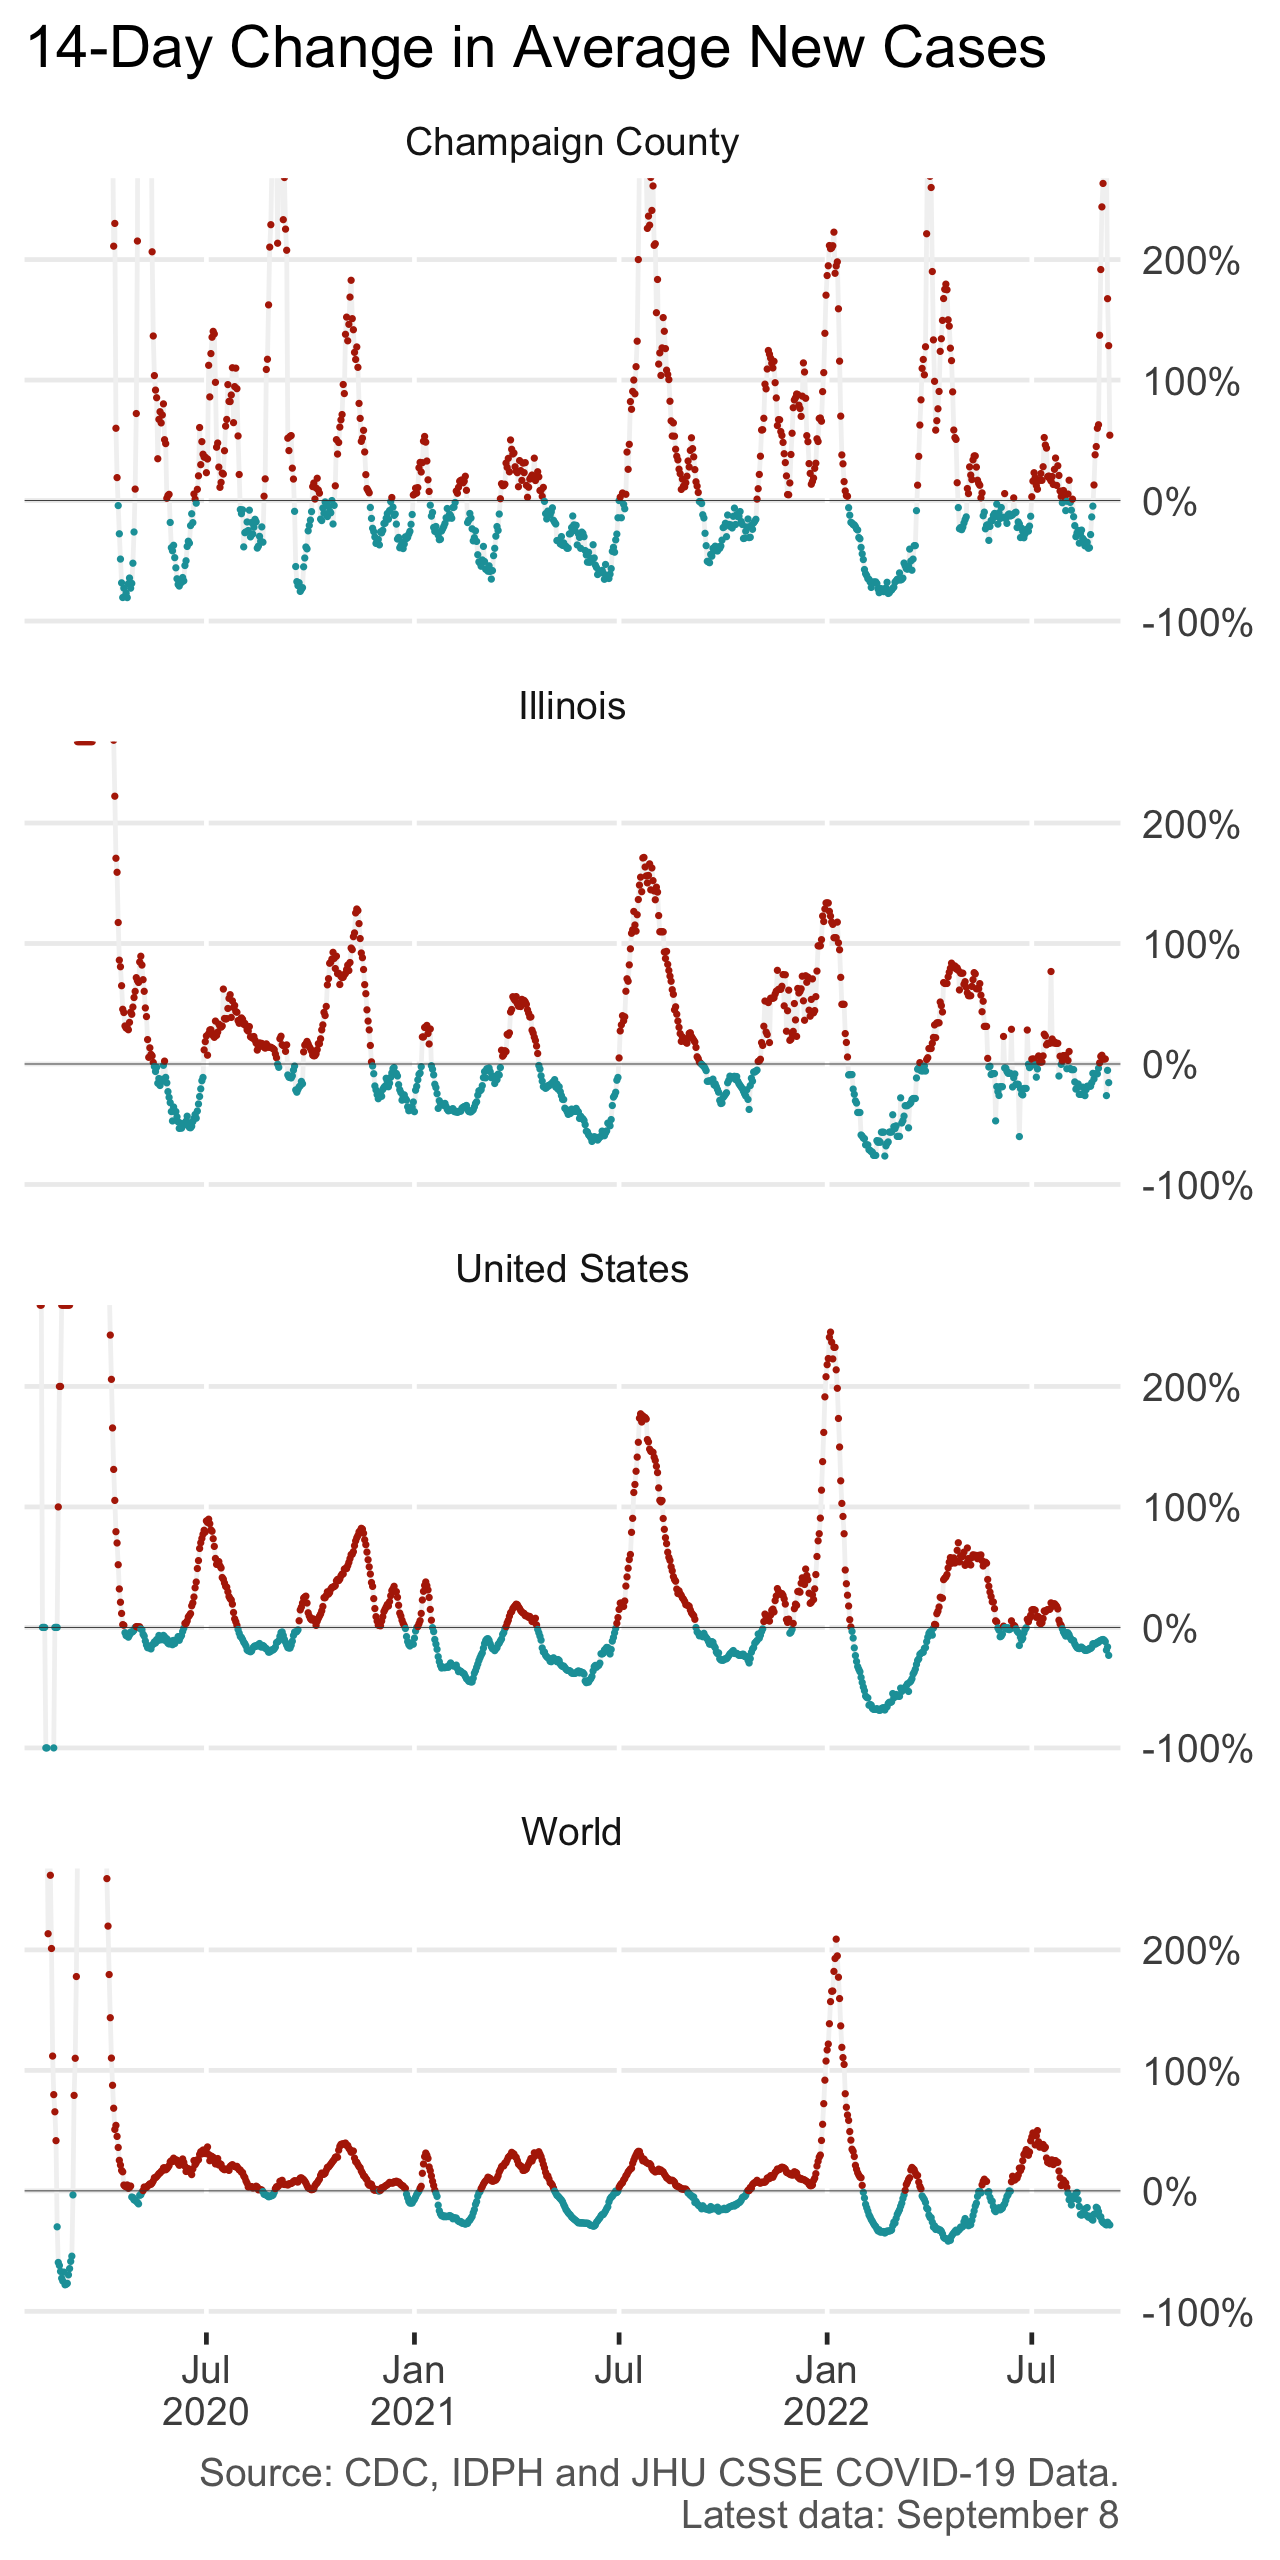 14-Day Change in Average New Cases
Champaign County
200%
100%
0%
-100%
Illinois
200%
100%
0%
-100%
United States
200%
100%
0%
-100%
World
200%
100%
0%
-100%
Jul Jan Jul Jan Jul
2020 2021 2022
Source: CDC, IDPH and JHU CSSE COVID-19 Data.
Latest data: September 8